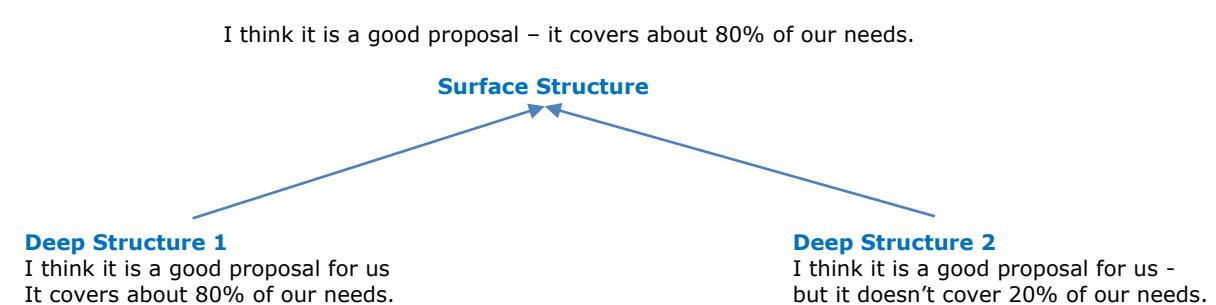 I think it is a good proposal – it covers about 80% of our needs.
Surface Structure
Deep Structure 1
I think it is a good proposal for us
It covers about 80% of our needs.
Deep Structure 2
I think it is a good proposal for us -
but it doesn’t cover 20% of our needs.